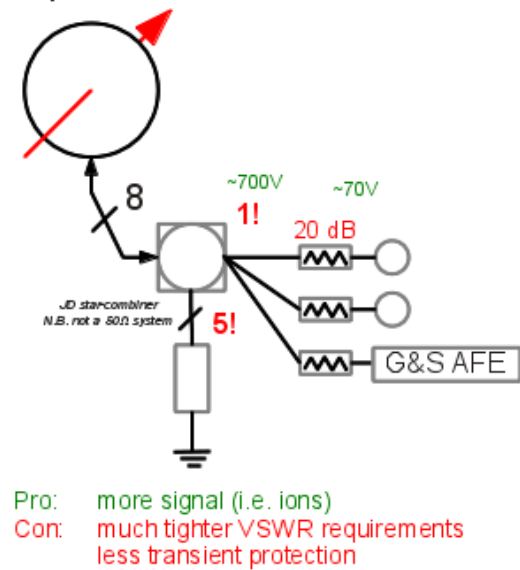 8
~700V
~70V
1!
20 dB
JD star-combiner
N.B. not a 50Ω system
5!
G&S AFE
Pro: more signal (i.e. ions)
Con: much tighter VSWR requirements
less transient protection